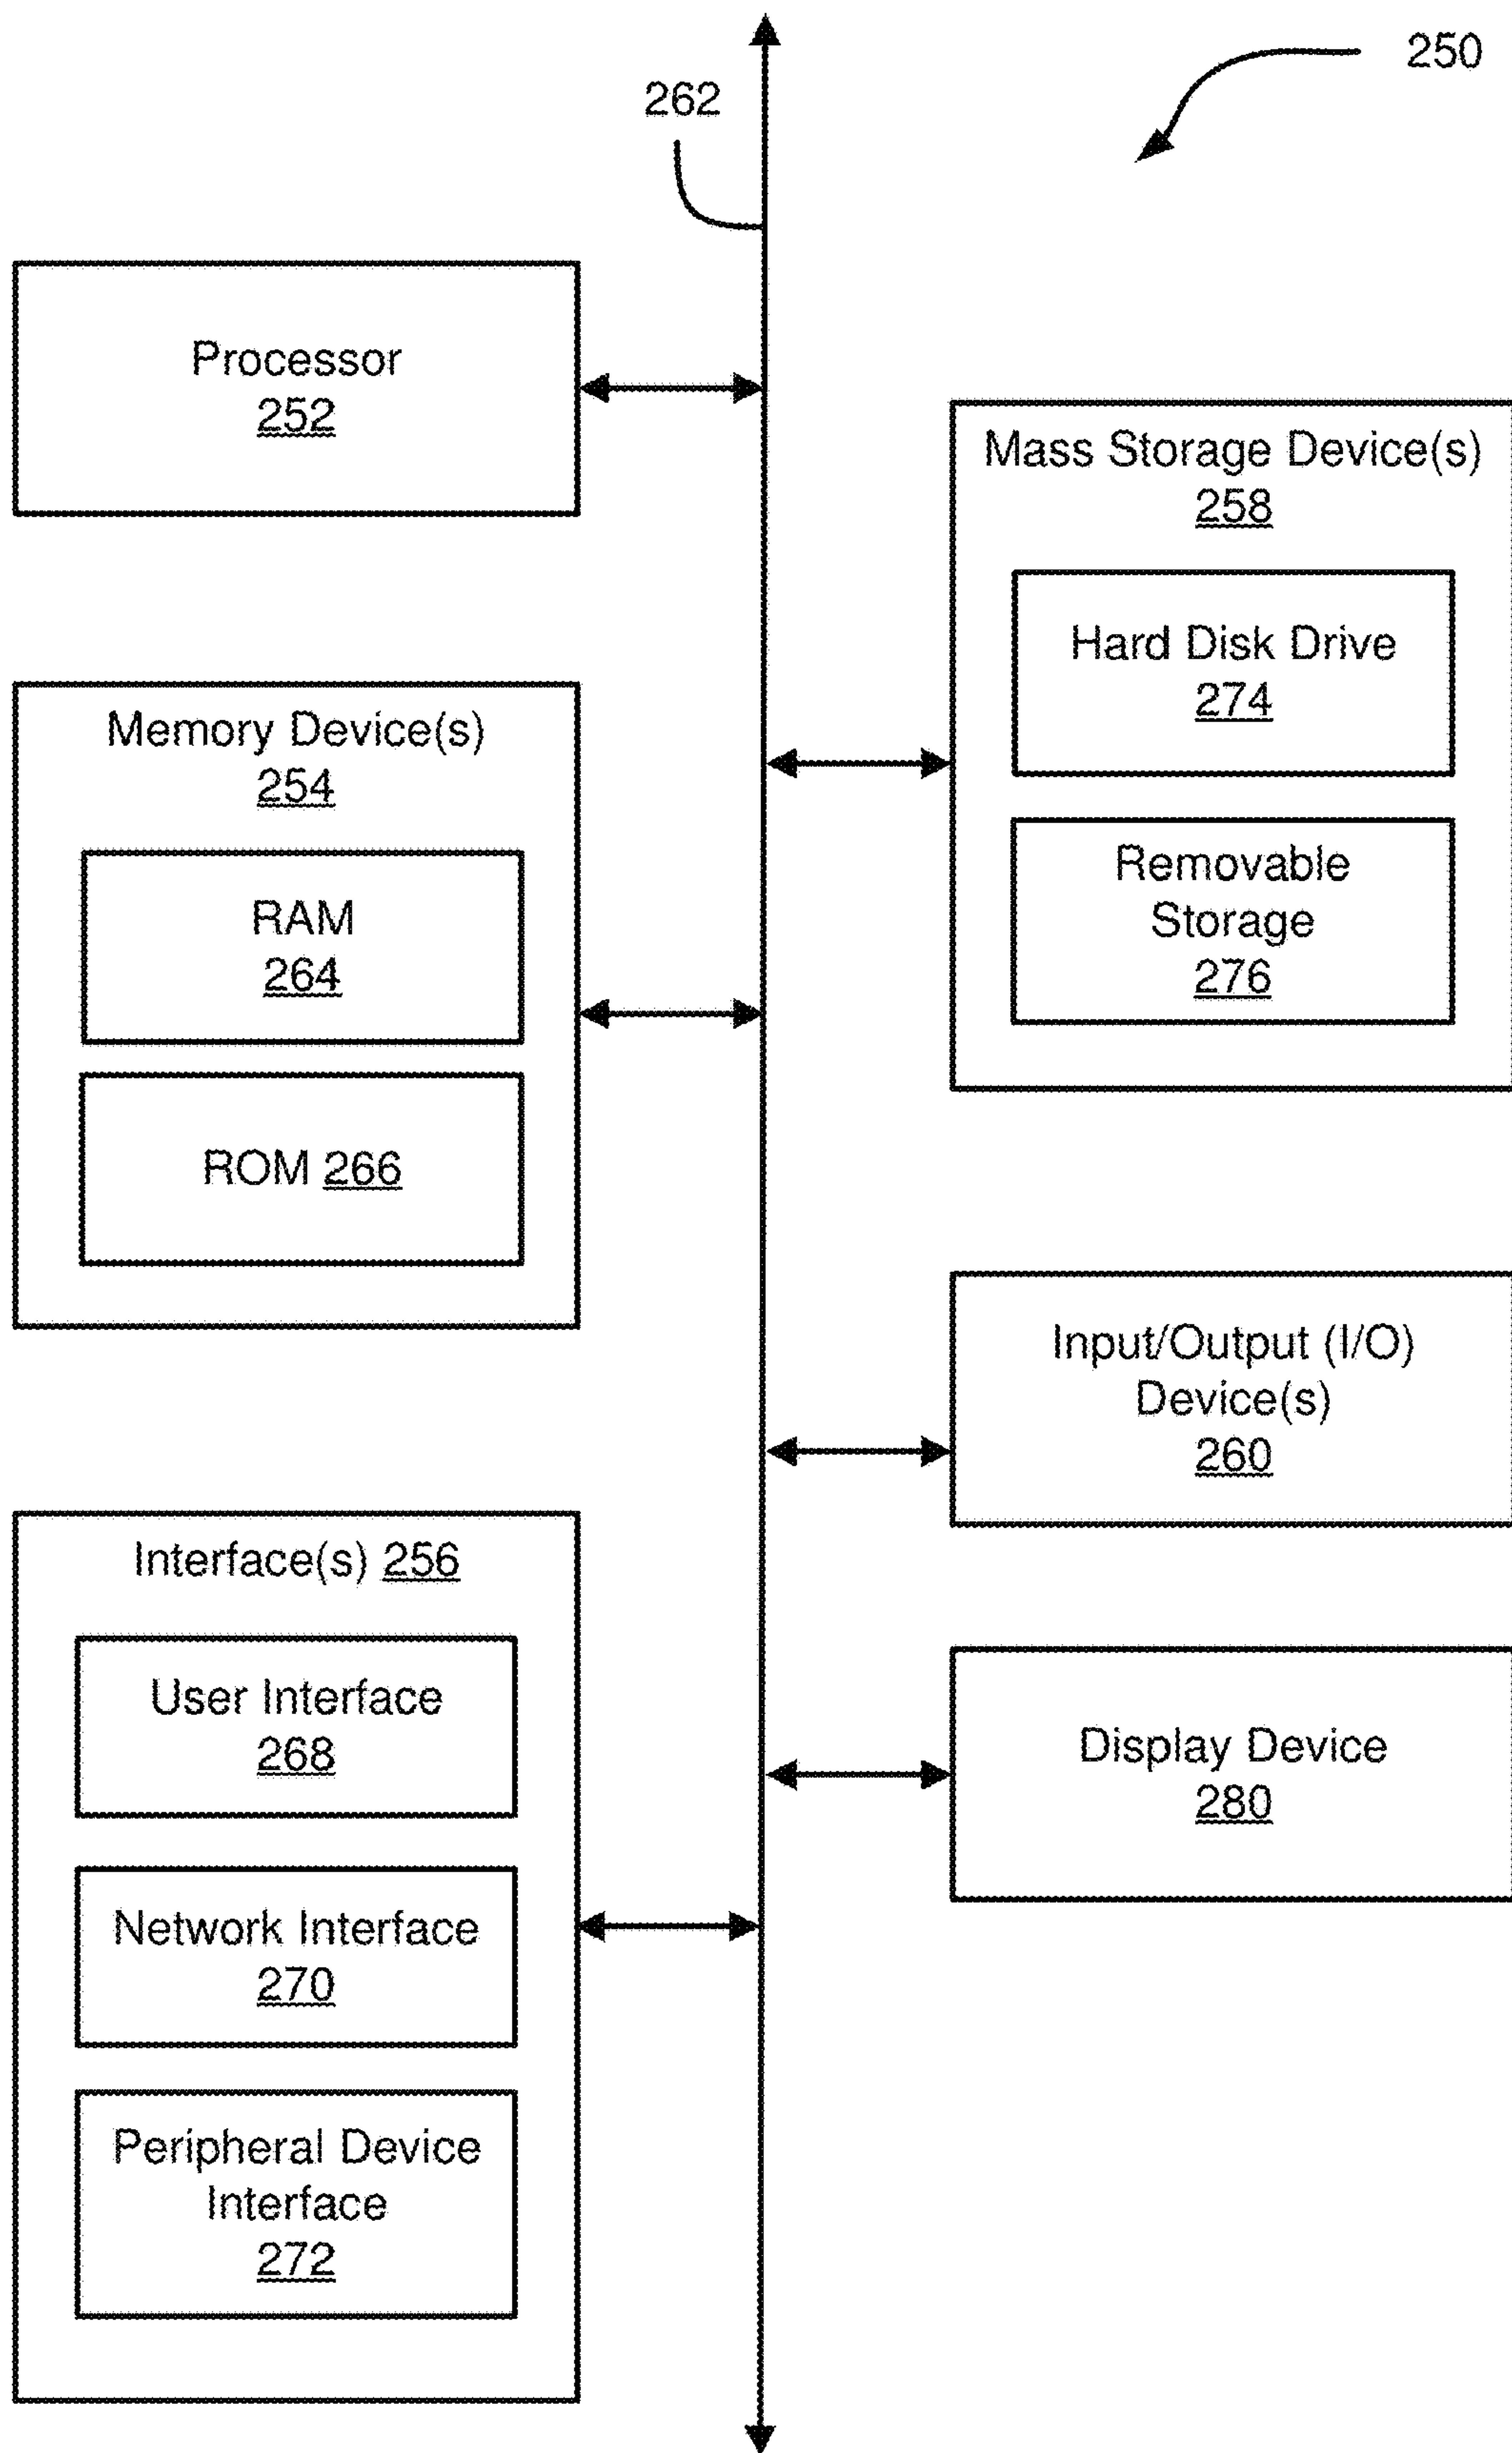 250
262
Processor
252
Mass Storage Device(s)
258
Hard Disk Drive
274
Removable
Storage
276
Memory Device(s)
254
RAM
264
ROM 266
Input/Output (I/O)
Device(s)
260
Interface(s) 256
User Interface
268
Network Interface
270
Peripheral Device
Interface
272
Display Device
280